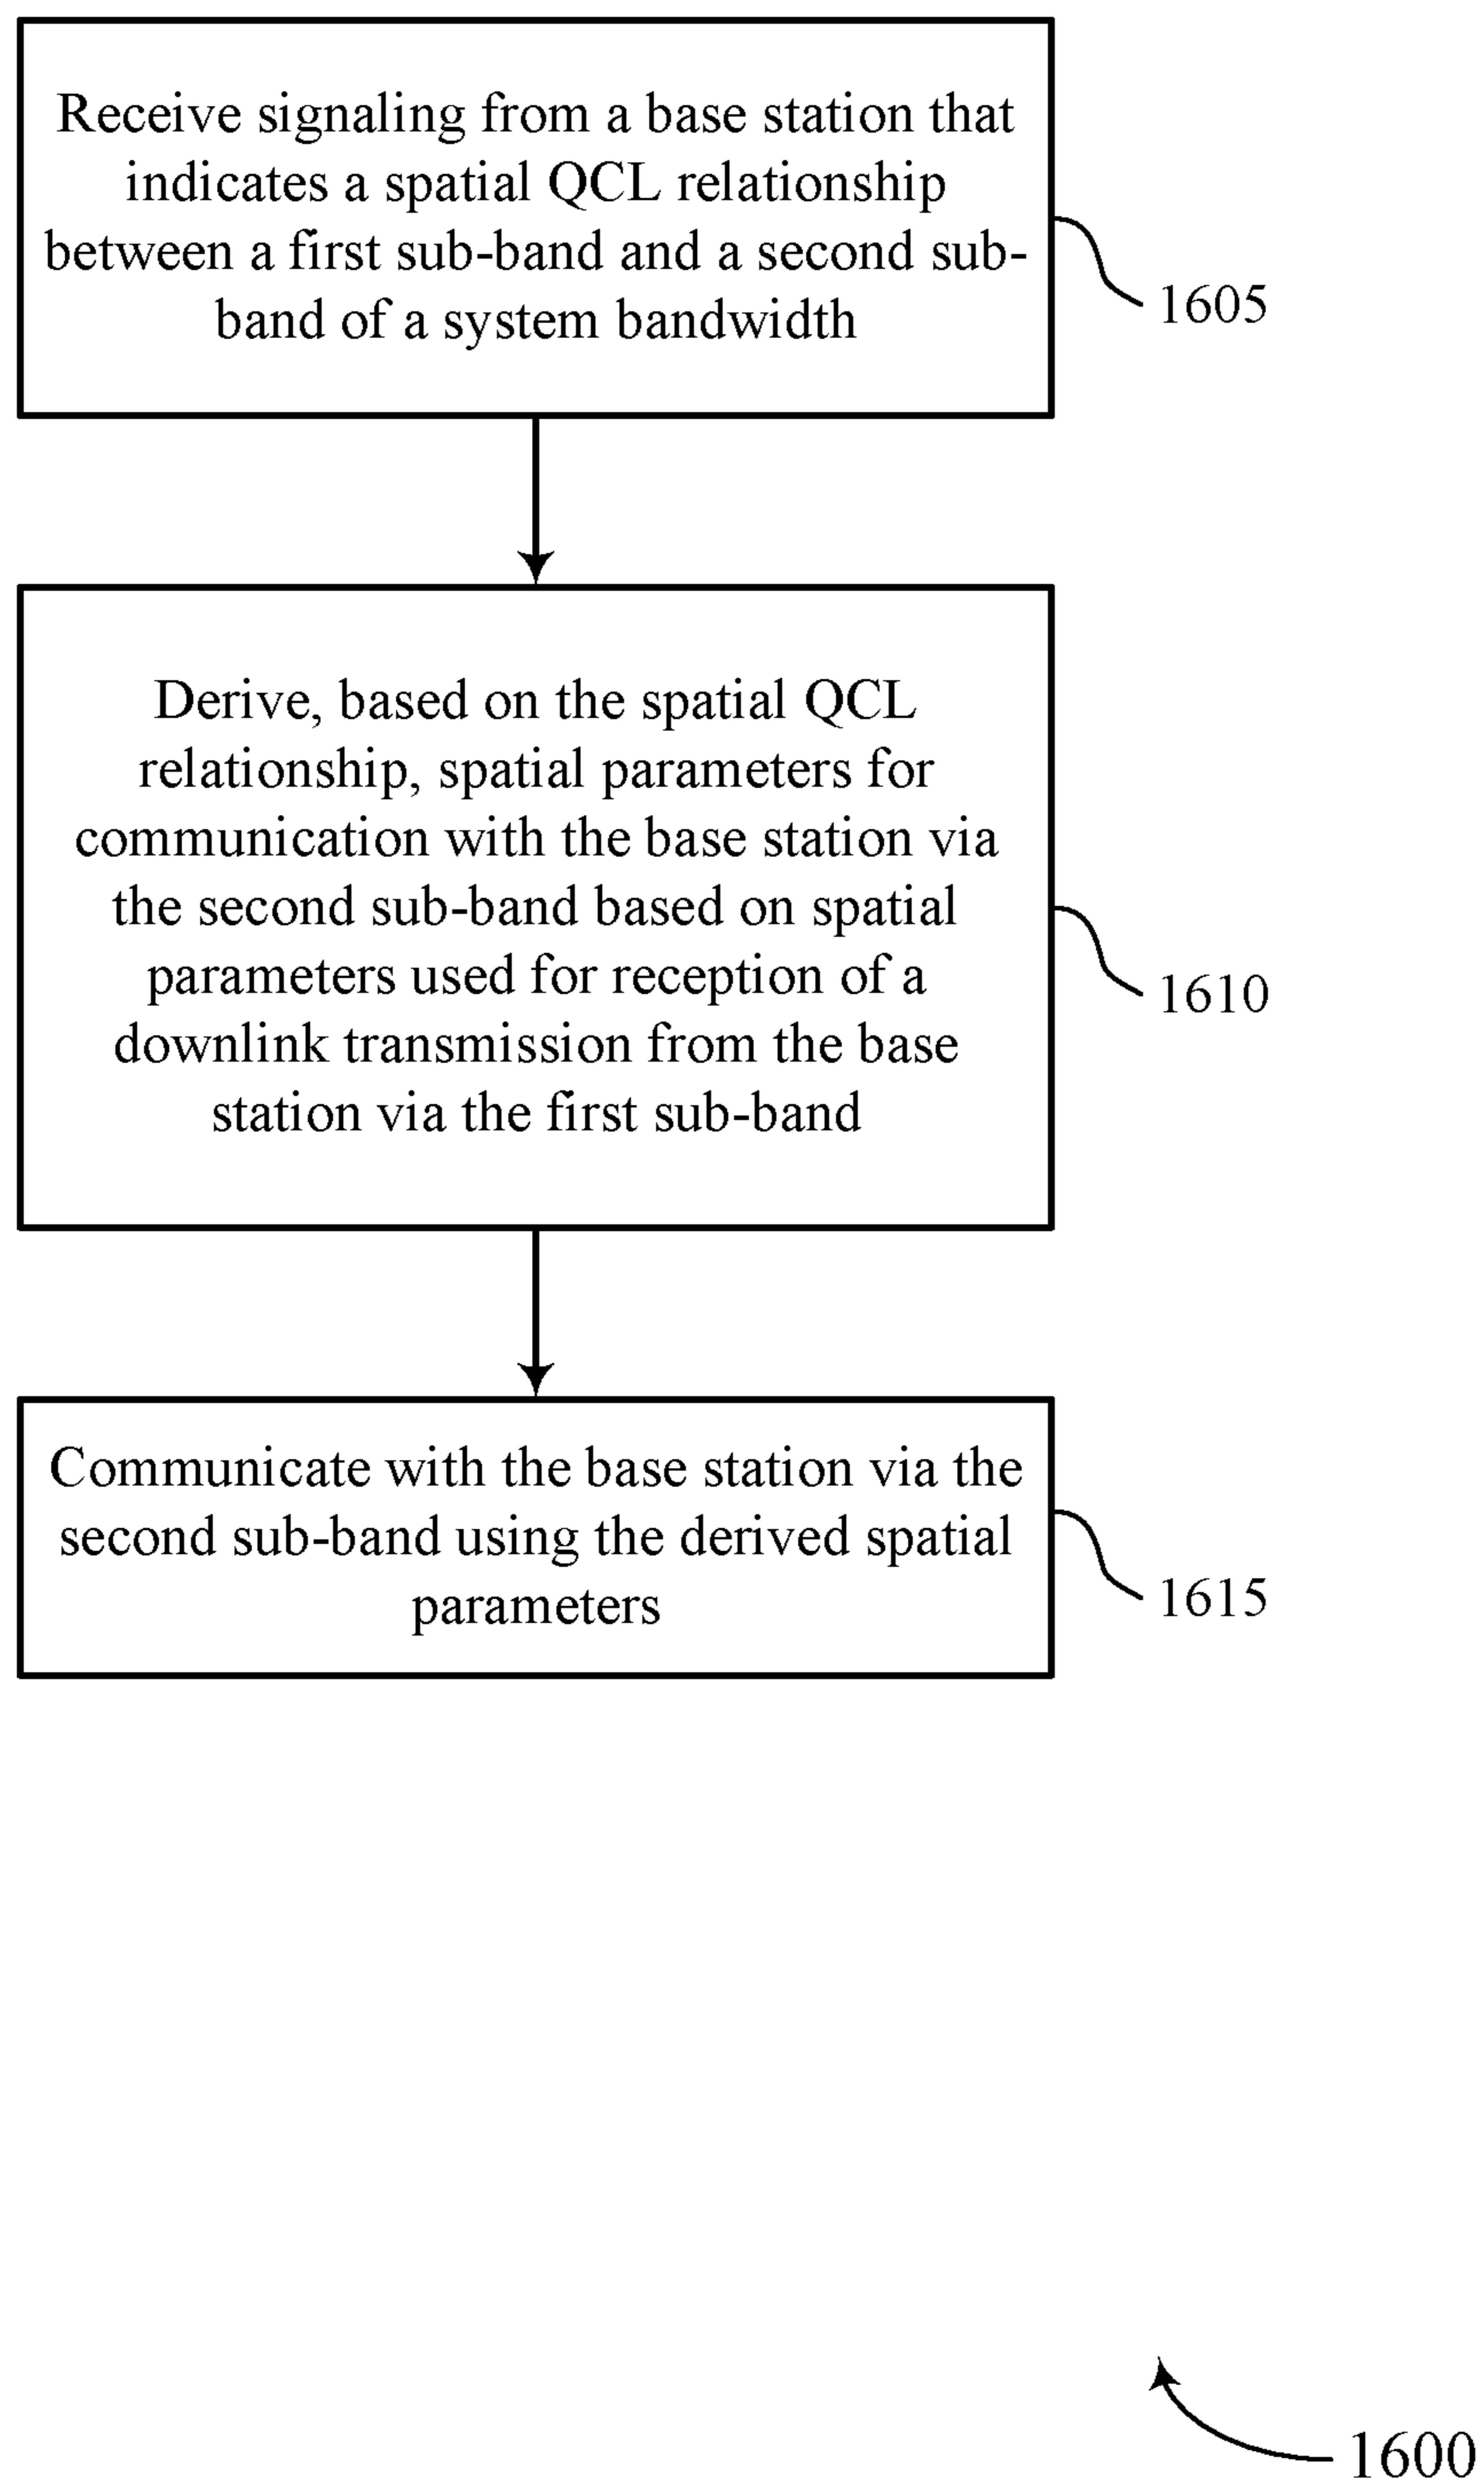 Receive signaling from a base station that
indicates a spatial QCL relationship
between a first sub-band and a second sub-
band of a system bandwidth
1605
Derive, based on the spatial QCL
relationship, spatial parameters for
communication with the base station via
the second sub-band based on spatial
parameters used for reception of a
downlink transmission from the base
station via the first sub-band
1610
Communicate with the base station via the
second sub-band using the derived spatial
parameters
1615
1600